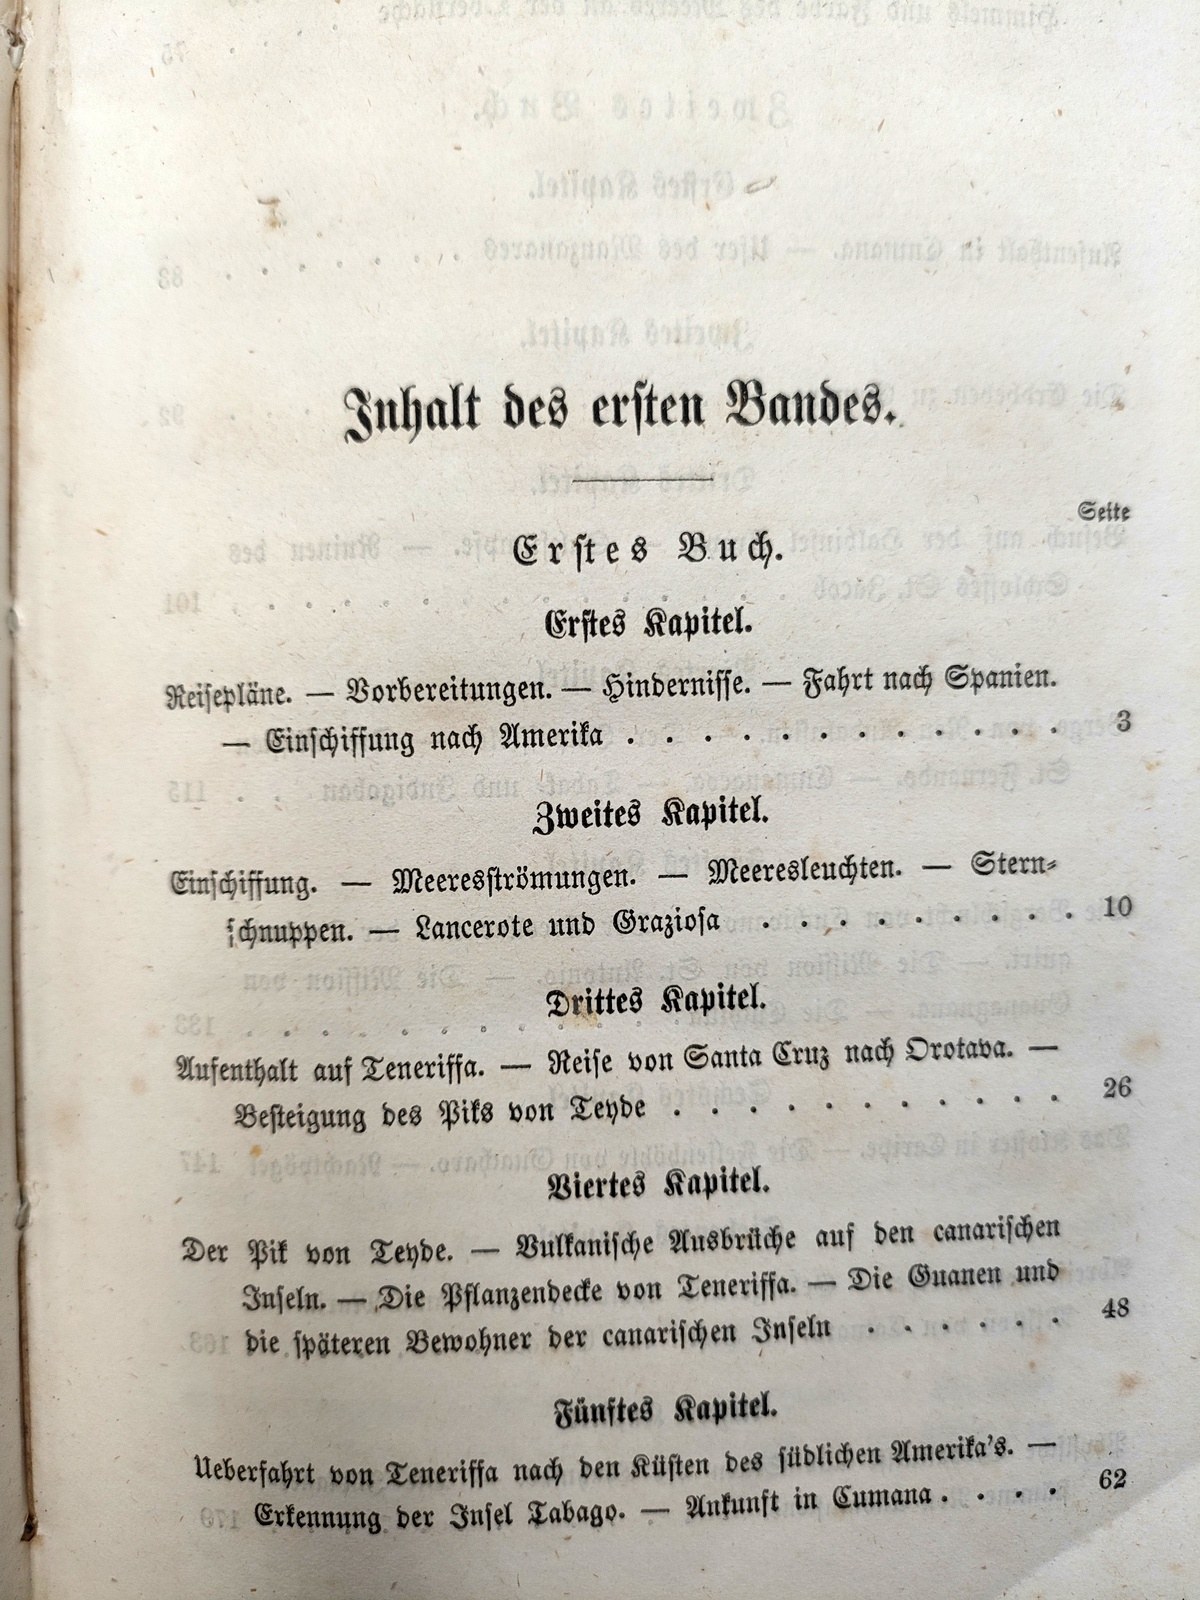 Inhalt des ersten Bandes.
Seite
Erstes Buch.
Erstes Kapitel.
Reisepläne. — Vorbereitungen. — Hindernisse. — Fahrt nach Spanien.
— Einschiffung nach Amerika . . . . . . . . . . . . 3
Zweites Kapitel.
Einschiffung. — Meeresströmungen. — Meeresleuchten. — Stern-
schnuppen. — Lancerote und Graziosa . . . . . . . . . 10
Drittes Kapitel.
Aufenthalt auf Teneriffa. — Reise von Santa Cruz nach Orotava. —
Besteigung des Piks von Teyde . . . . . . . . . . . 26
Viertes Kapitel.
Der Pik von Teyde. — Vulkanische Ausbrüche auf den canarischen
Inseln. — Die Pflanzendecke von Teneriffa. — Die Guanen und
die späteren Bewohner der canarischen Inseln . . . . . . 48
Fünftes Kapitel.
Ueberfahrt von Teneriffa nach den Küsten des südlichen Amerika's. —
Erkennung der Insel Tabago. — Ankunft in Cumana . . . . 62